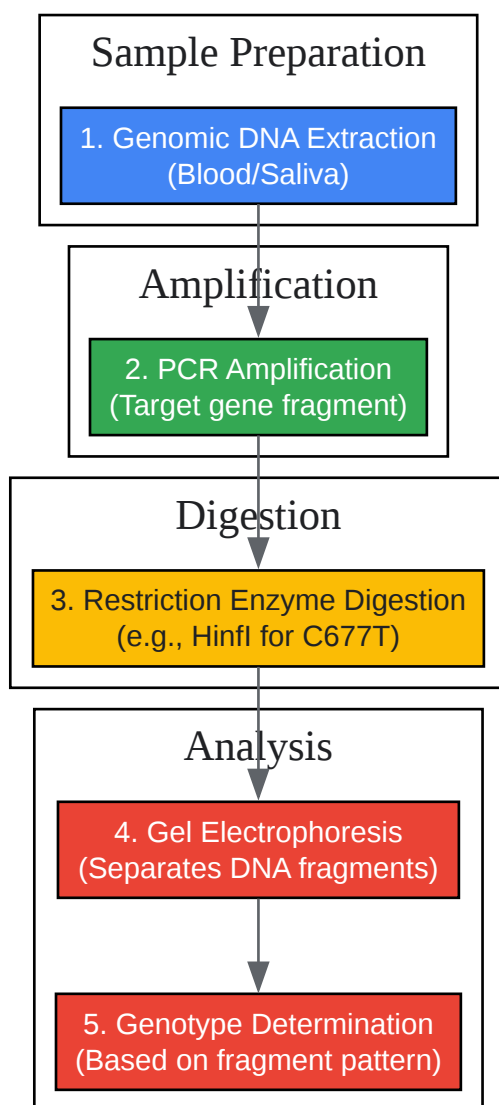 Sample Preparation
1. Genomic DNA Extraction
(Blood/Saliva)
Amplification
2. PCR Amplification
(Target gene fragment)
Digestion
3. Restriction Enzyme Digestion
(e.g., HinfI for C677T)
Analysis
4. Gel Electrophoresis
(Separates DNA fragments)
5. Genotype Determination
(Based on fragment pattern)